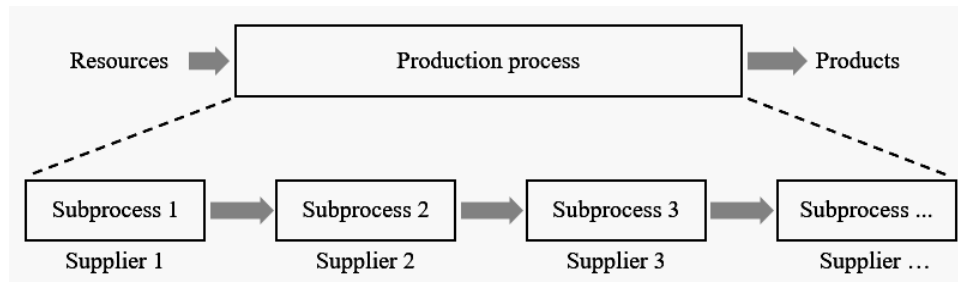 Resources
Production process
Products
Subprocess 1
Subprocess 2
Subprocess 3
Subprocess ...
Supplier 1
Supplier 2
Supplier 3
Supplier …